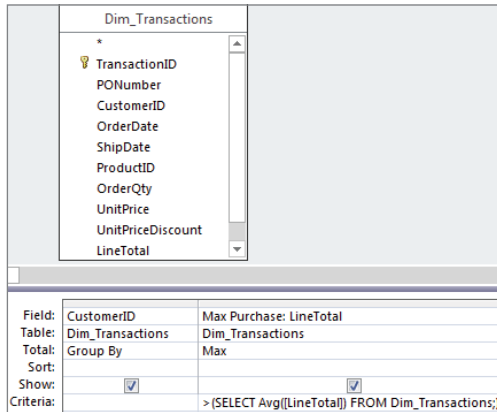 Dim_Transactions
*
TransactionID
PONumber
CustomerID
OrderDate
ShipDate
ProductID
OrderQty
UnitPrice
UnitPriceDiscount
LineTotal
Field: CustomerID Max Purchase: LineTotal
Table: Dim_Transactions Dim_Transactions
Total: Group By Max
Sort:
Show:
Criteria: >(SELECT Avg([LineTotal]) FROM Dim_Transactions;)